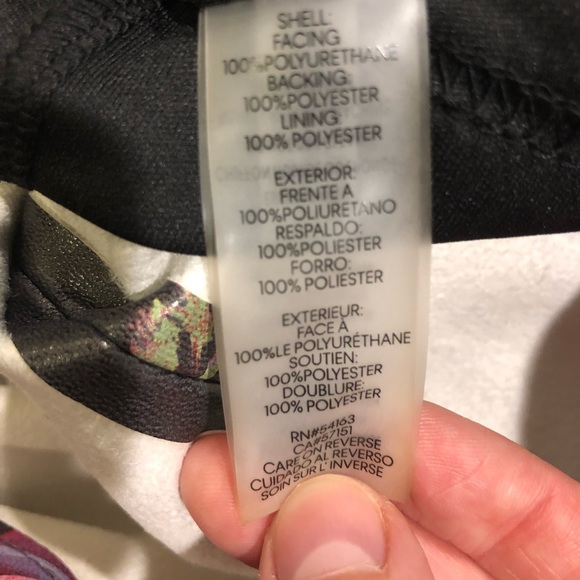 SHELL:
FACING
100%POLYURETHANE
BACKING:
100%POLYESTER
LINING:
100% POLYESTER
EXTERIOR:
FRENTE A
100%POLIURETANO
RESPALDO:
100%POLIESTER
FORRO:
100% POLIESTER
EXTERIEUR:
FACE À
100%LE POLYURÉTHANE
SOUTIEN:
100%POLYESTER
DOUBLURE:
100% POLYESTER
RN#54163
CA#57151
CARE ON REVERSE
CUIDADO AL REVERSO
SOIN SUR L'INVERSE